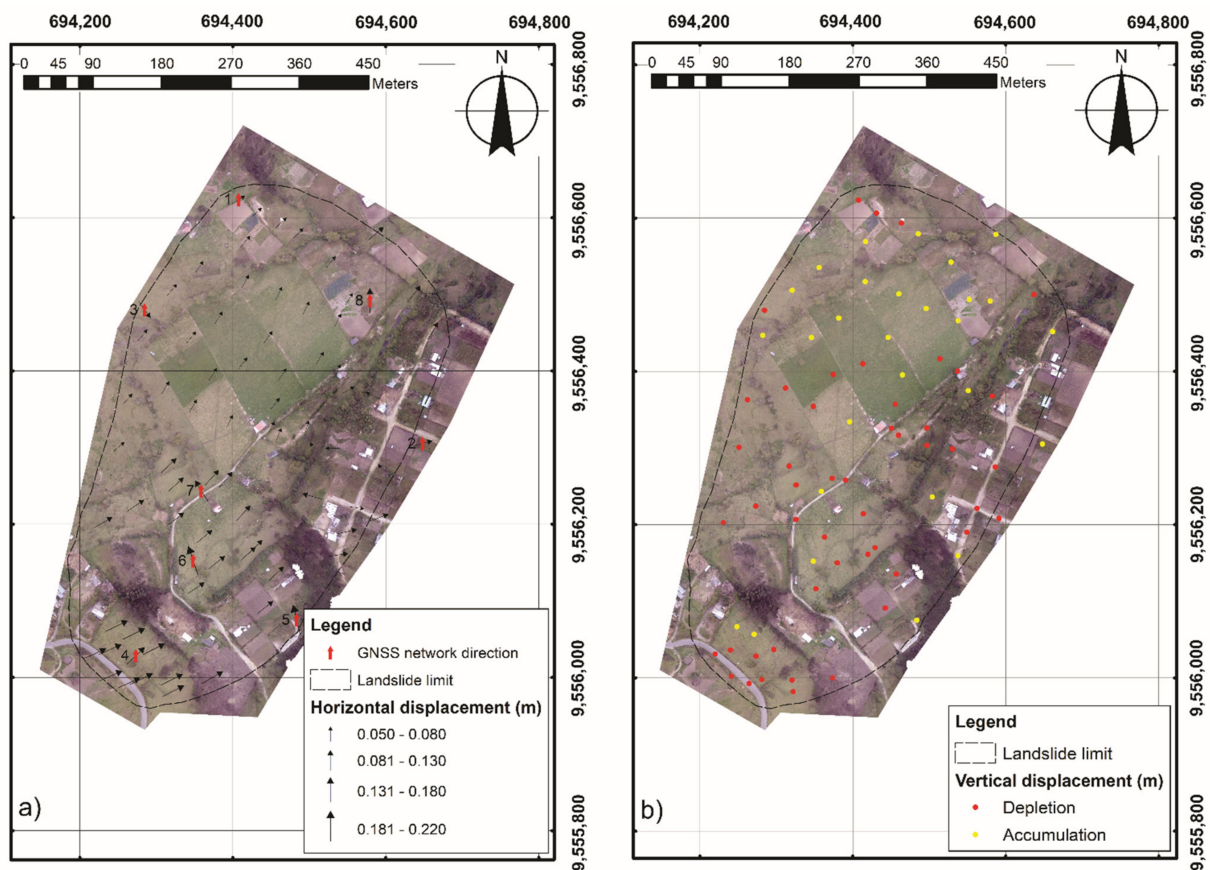 694,200 694,400 694,600 694,800
0 45 90 180 270 360 450
Meters
N
9,556,800
9,556,600
9,556,400
9,556,200
9,556,000
9,555,800
1
3
8
2
7
6
5
4
Legend
GNSS network direction
Landslide limit
Horizontal displacement (m)
0.050 - 0.080
0.081 - 0.130
0.131 - 0.180
0.181 - 0.220
a)
694,200 694,400 694,600 694,800
0 45 90 180 270 360 450
Meters
N
9,556,800
9,556,600
9,556,400
9,556,200
9,556,000
9,555,800
Legend
Landslide limit
Vertical displacement (m)
Depletion
Accumulation
b)